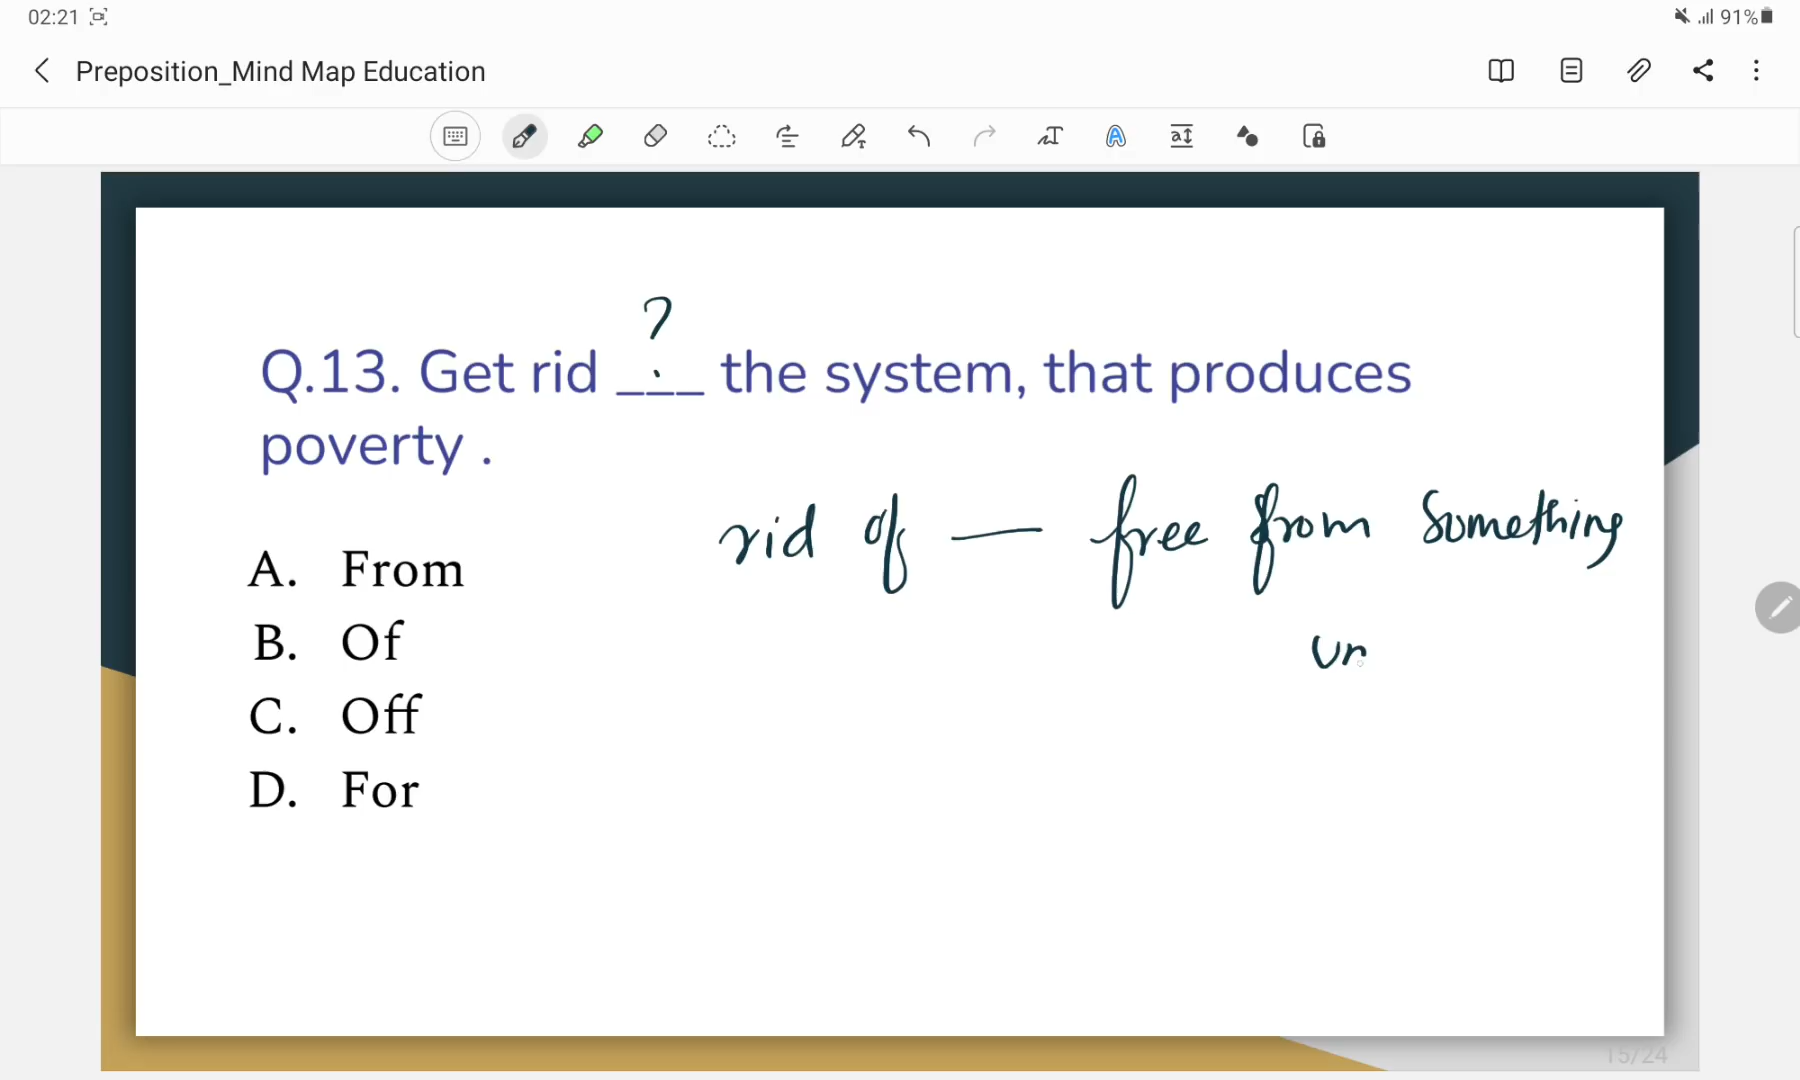 02:21
91%
Preposition_Mind Map Education
?
Q.13. Get rid ___ the system, that produces
poverty .
rid of — free from something
un
A. From
B. Of
C. Off
D. For
15/24